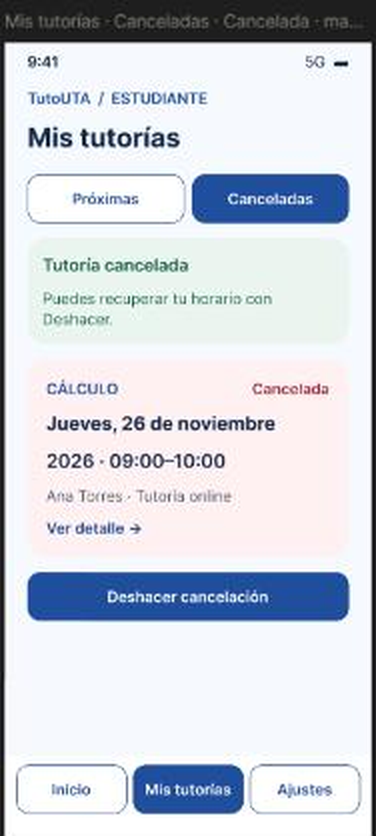 Mis tutorías · Canceladas · Cancelada · ma...
9:41 5G
TutoUTA / ESTUDIANTE
Mis tutorías
Próximas Canceladas
Tutoría cancelada
Puedes recuperar tu horario con
Deshacer.
CÁLCULO Cancelada
Jueves, 26 de noviembre
2026 · 09:00–10:00
Ana Torres · Tutoría online
Ver detalle →
Deshacer cancelación
Inicio Mis tutorías Ajustes